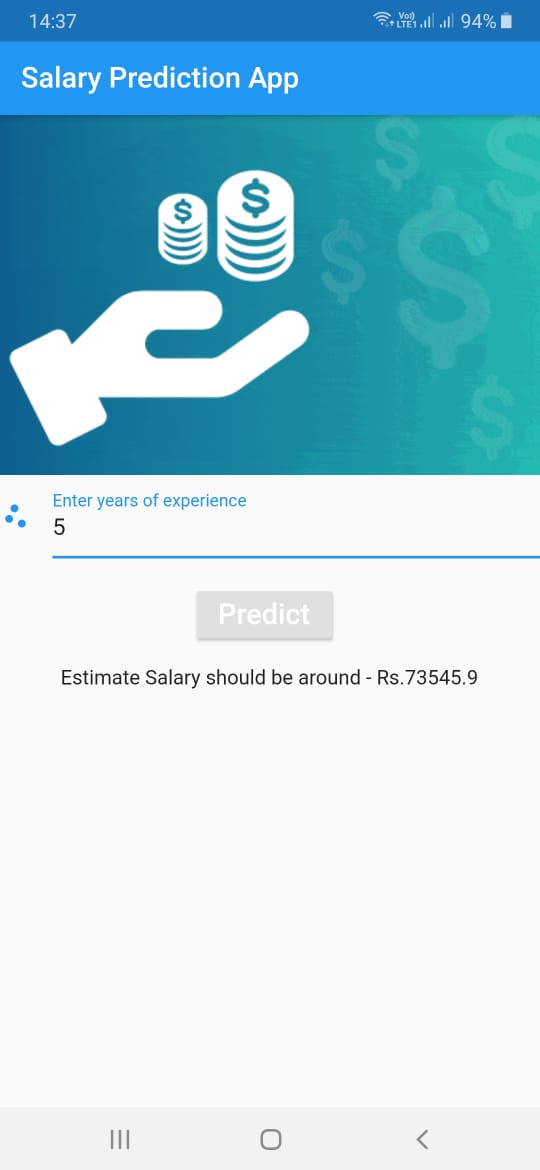 14:37 Vo)) LTE1 94%
Salary Prediction App
$ $ $ $ $ $ $
Enter years of experience
5
Predict
Estimate Salary should be around - Rs.73545.9